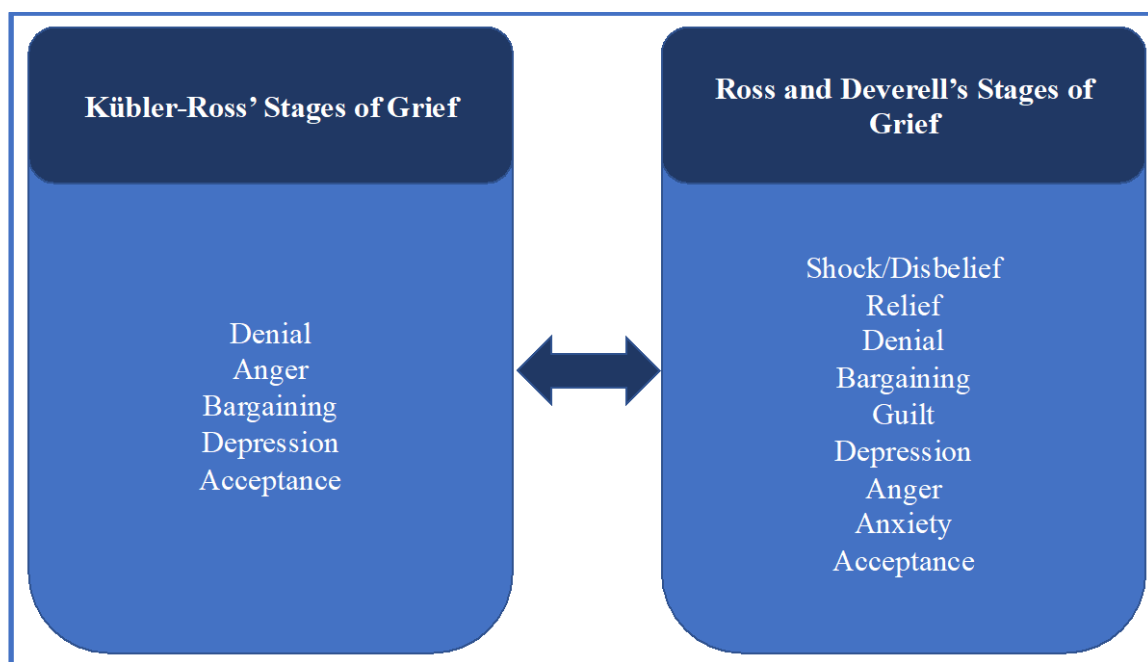 Kübler-Ross’ Stages of Grief
Denial
Anger
Bargaining
Depression
Acceptance
Ross and Deverell’s Stages of
Grief
Shock/Disbelief
Relief
Denial
Bargaining
Guilt
Depression
Anger
Anxiety
Acceptance